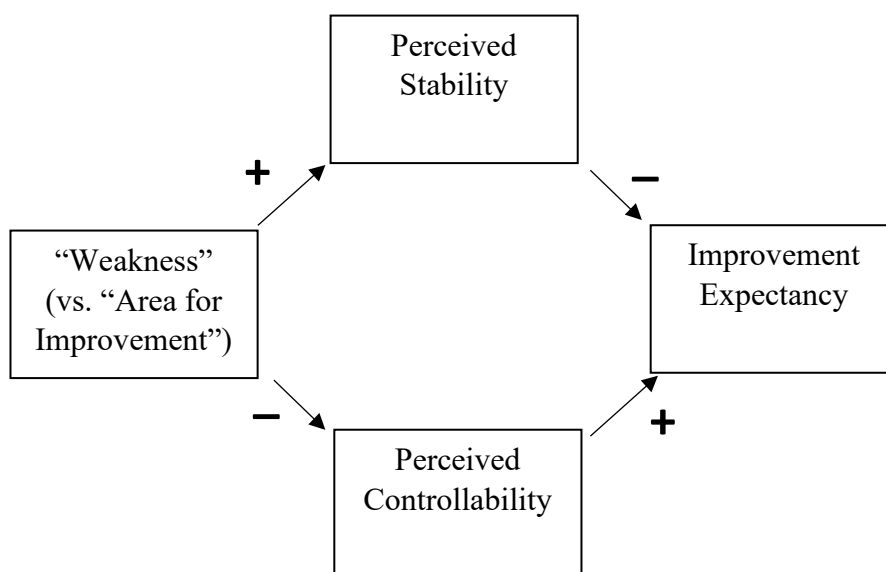 Perceived
Stability
+
−
“Weakness”
(vs. “Area for
Improvement”)
Improvement
Expectancy
−
+
Perceived
Controllability